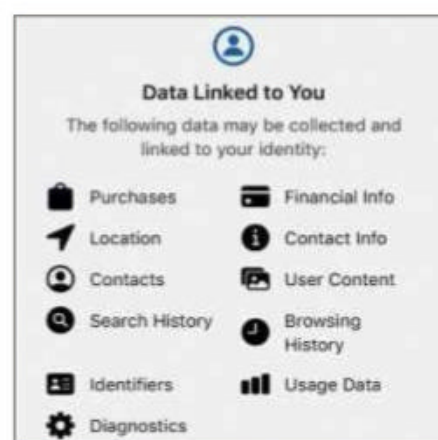 Data Linked to You
The following data may be collected and
linked to your identity:
Purchases
Financial Info
Location
Contact Info
Contacts
User Content
Search History
Browsing
History
Identifiers
Usage Data
Diagnostics